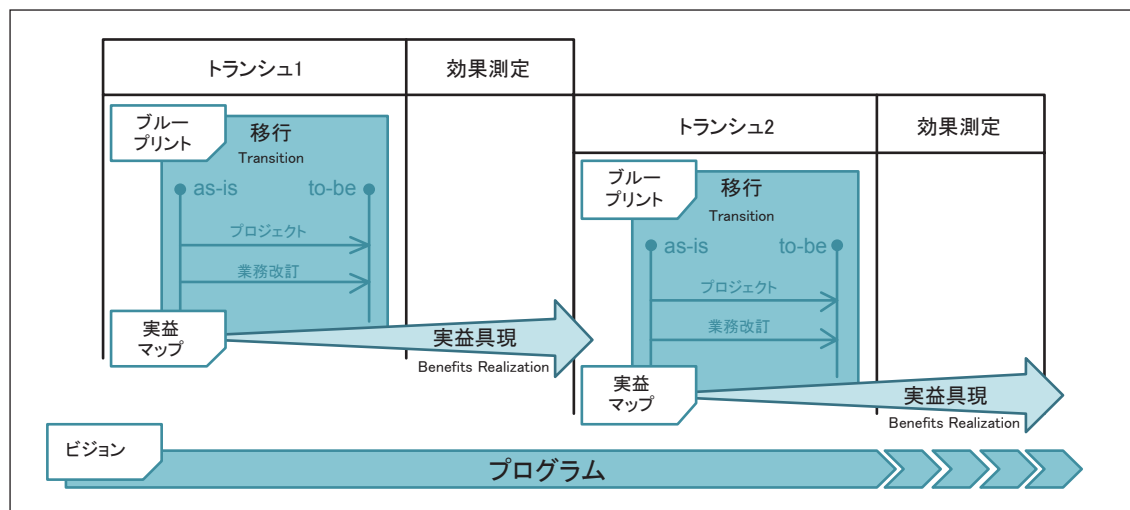 トランシュ1
効果測定
ブルー
プリント
移行
Transition
as-is
to-be
プロジェクト
業務改訂
実益
マップ
実益具現
Benefits Realization
トランシュ2
効果測定
ブルー
プリント
移行
Transition
as-is
to-be
プロジェクト
業務改訂
実益
マップ
実益具現
Benefits Realization
ビジョン
プログラム